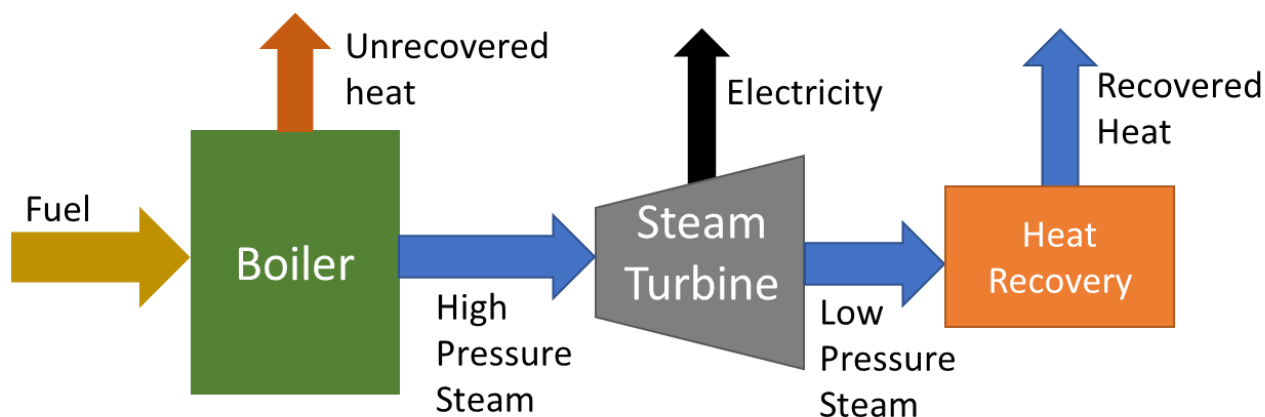 Unrecovered
heat
Electricity
Recovered
Heat
Fuel
Boiler
Steam
Turbine
Heat
Recovery
High
Pressure
Steam
Low
Pressure
Steam